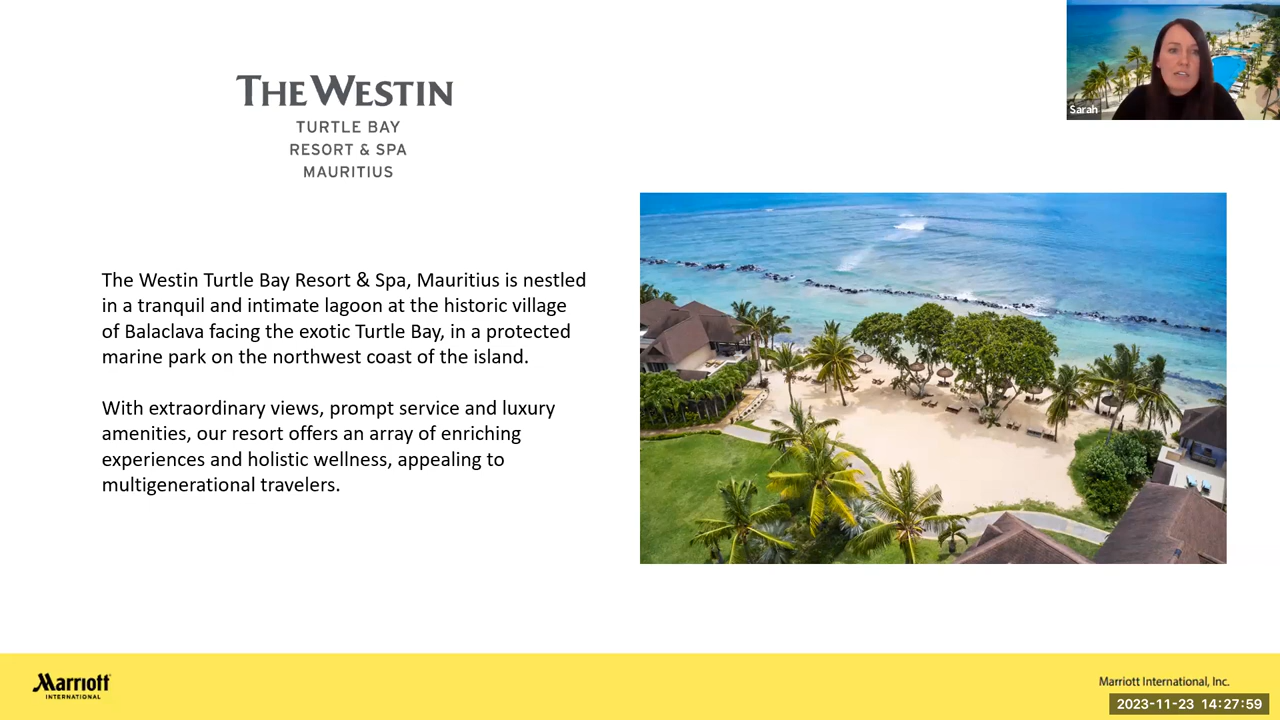 THE WESTIN
TURTLE BAY
RESORT & SPA
MAURITIUS
Sarah
The Westin Turtle Bay Resort & Spa, Mauritius is nestled
in a tranquil and intimate lagoon at the historic village
of Balaclava facing the exotic Turtle Bay, in a protected
marine park on the northwest coast of the island.
With extraordinary views, prompt service and luxury
amenities, our resort offers an array of enriching
experiences and holistic wellness, appealing to
multigenerational travelers.
Marriott
INTERNATIONAL
Marriott International, Inc.
2023-11-23 14:27:59